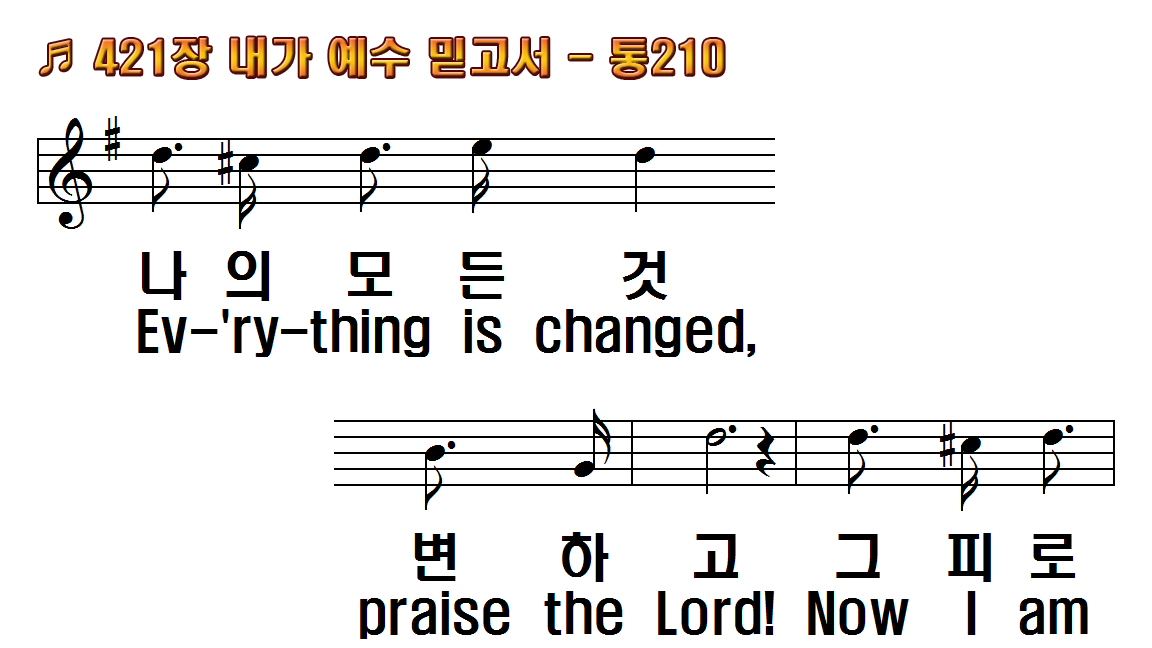 ♬ 421장 내가 예수 믿고서 - 통210
나 의 모 든 것
Ev-'ry-thing is changed,
변 하 고 그 피 로
praise the Lord! Now I am